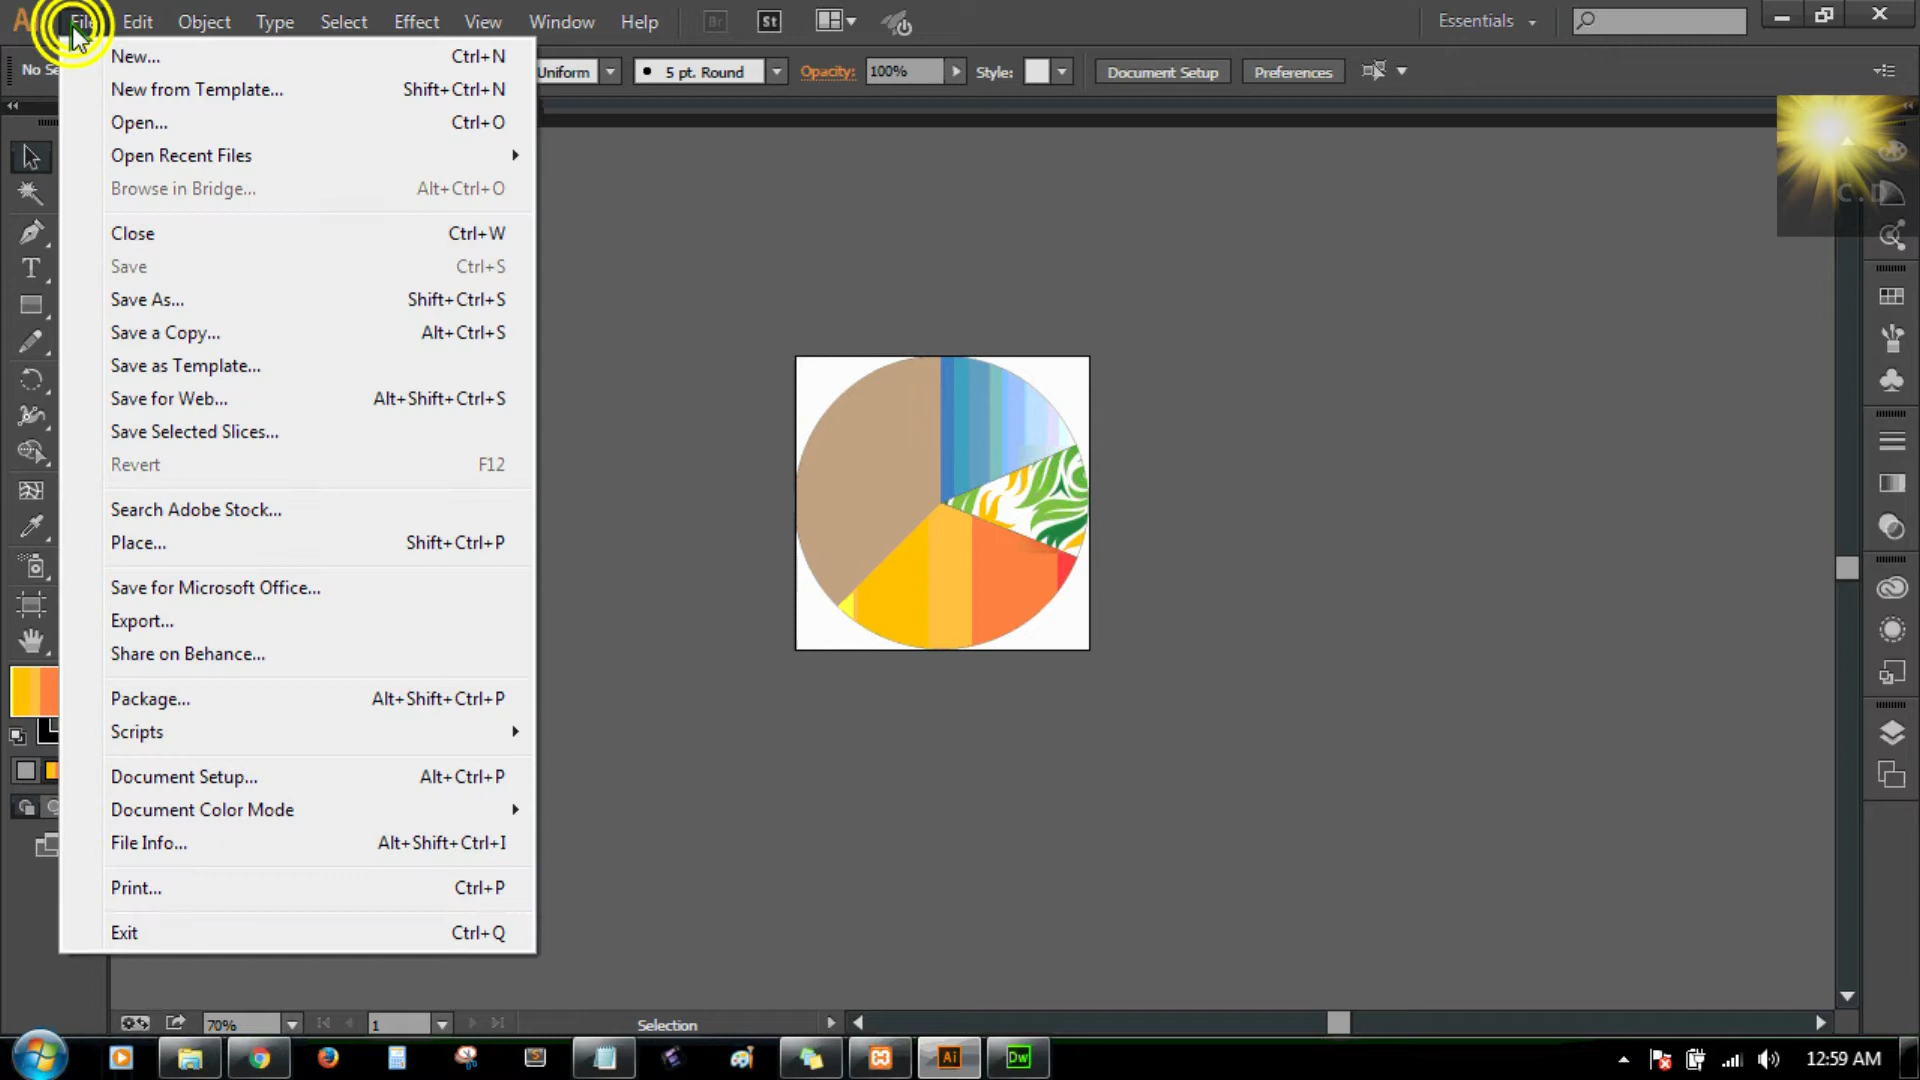 Ai File Edit Object Type Select Effect View Window Help Br St Essentials
No Se Uniform 5 pt. Round Opacity: 100% Style: Document Setup Preferences
New... Ctrl+N
New from Template... Shift+Ctrl+N
Open... Ctrl+O
Open Recent Files
Browse in Bridge... Alt+Ctrl+O
Close Ctrl+W
Save Ctrl+S
Save As... Shift+Ctrl+S
Save a Copy... Alt+Ctrl+S
Save as Template...
Save for Web... Alt+Shift+Ctrl+S
Save Selected Slices...
Revert F12
Search Adobe Stock...
Place... Shift+Ctrl+P
Save for Microsoft Office...
Export...
Share on Behance...
Package... Alt+Shift+Ctrl+P
Scripts
Document Setup... Alt+Ctrl+P
Document Color Mode
File Info... Alt+Shift+Ctrl+I
Print... Ctrl+P
Exit Ctrl+Q
C.D
70% 1 Selection
Ai Dw 12:59 AM